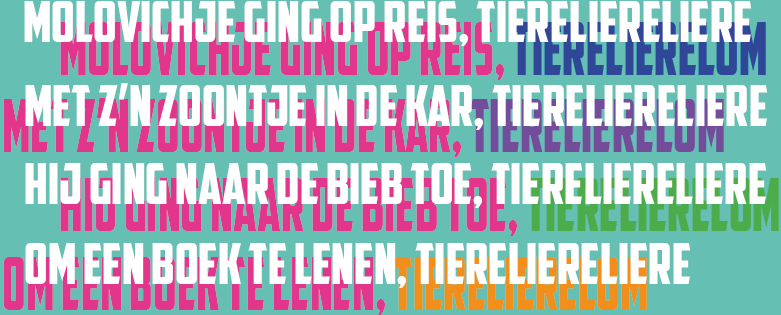 MOLOVICHJE GING OP REIS, TIERELIERELIERE
MOLOVICHJE GING OP REIS, TIERELIERELOM
MET Z'N ZOONTJE IN DE KAR, TIERELIERELIERE
MET Z'N ZOONTJE IN DE KAR, TIERELIERELOM
HIJ GING NAAR DE BIEB TOE, TIERELIERELIERE
HIJ GING NAAR DE BIEB TOE, TIERELIERELOM
OM EEN BOEK TE LENEN, TIERELIERELIERE
OM EEN BOEK TE LENEN, TIERELIERELOM